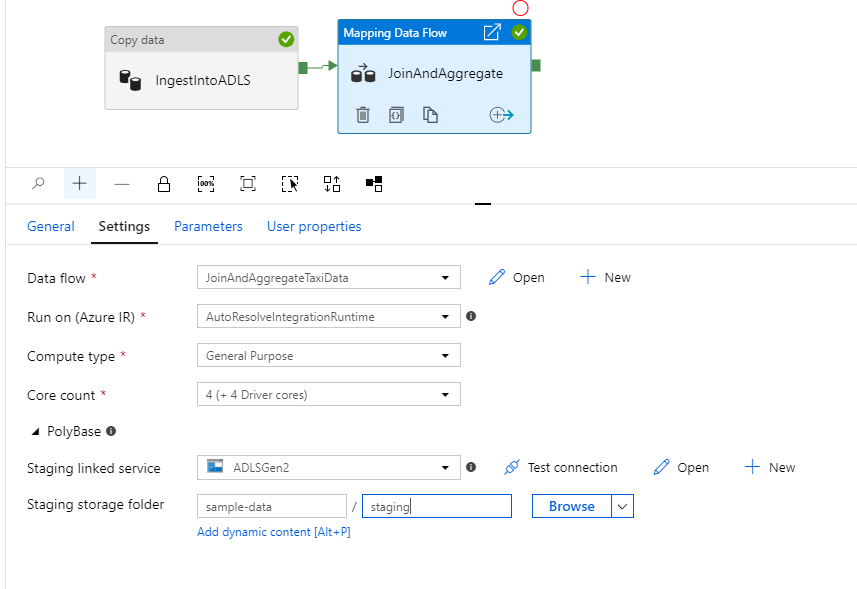 Copy data
IngestIntoADLS
Mapping Data Flow
JoinAndAggregate
100%
General Settings Parameters User properties
Data flow * JoinAndAggregateTaxiData Open New
Run on (Azure IR) * AutoResolveIntegrationRuntime
Compute type * General Purpose
Core count * 4 (+ 4 Driver cores)
PolyBase
Staging linked service ADLSGen2 Test connection Open New
Staging storage folder sample-data / staging Browse
Add dynamic content [Alt+P]